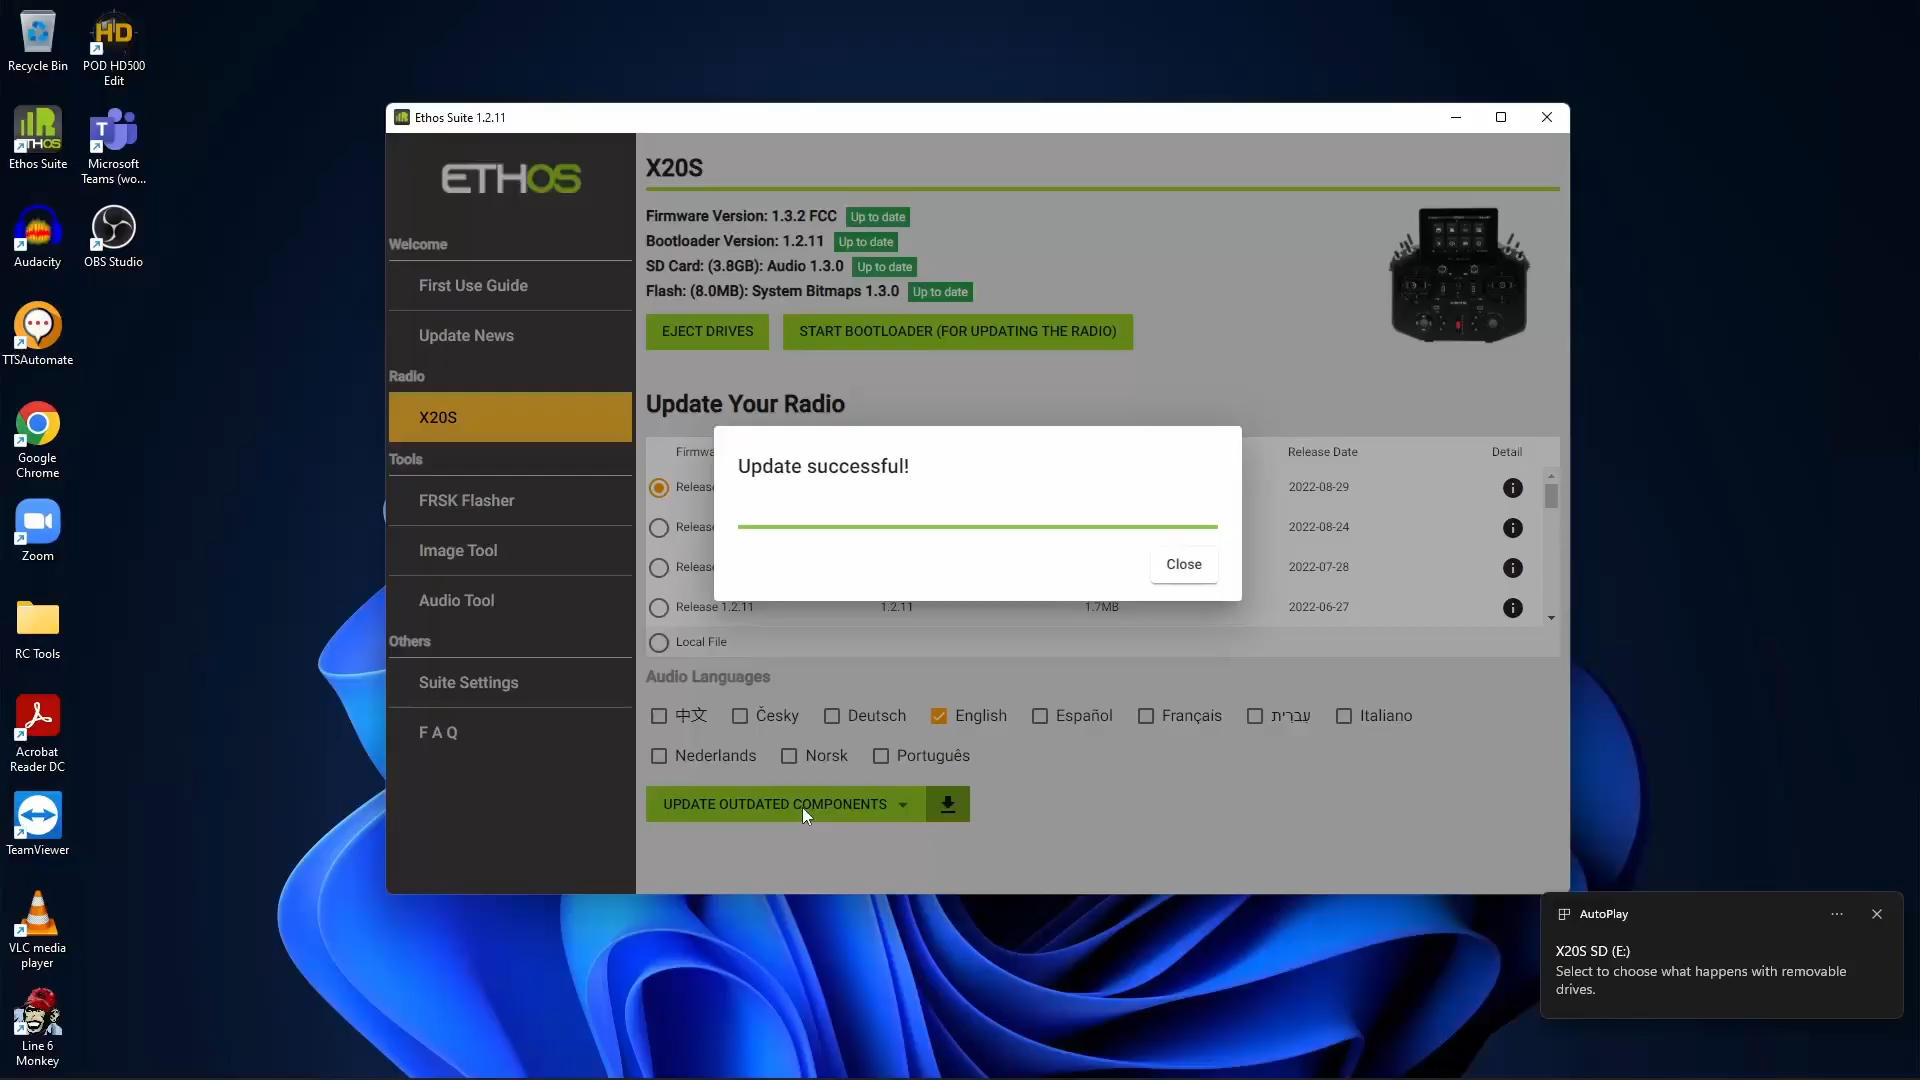 Recycle Bin
HD
POD HD500
Edit
ETHOS
Ethos Suite
Microsoft
Teams (wo...
Audacity
OBS Studio
TTSAutomate
Google
Chrome
Zoom
RC Tools
Acrobat
Reader DC
TeamViewer
VLC media
player
Line 6
Monkey
Ethos Suite 1.2.11
ETHOS
Welcome
First Use Guide
Update News
Radio
X20S
Tools
FRSK Flasher
Image Tool
Audio Tool
Others
Suite Settings
F A Q
X20S
Firmware Version: 1.3.2 FCC Up to date
Bootloader Version: 1.2.11 Up to date
SD Card: (3.8GB): Audio 1.3.0 Up to date
Flash: (8.0MB): System Bitmaps 1.3.0 Up to date
EJECT DRIVES START BOOTLOADER (FOR UPDATING THE RADIO)
Update Your Radio
Firmwa Release Date Detail
Release 2022-08-29
Release 2022-08-24
Release 2022-07-28
Release 1.2.11 1.2.11 1.7MB 2022-06-27
Local File
Update successful!
Close
Audio Languages
中文 Česky Deutsch English Español Français עברית Italiano
Nederlands Norsk Português
UPDATE OUTDATED COMPONENTS
AutoPlay
X20S SD (E:)
Select to choose what happens with removable
drives.